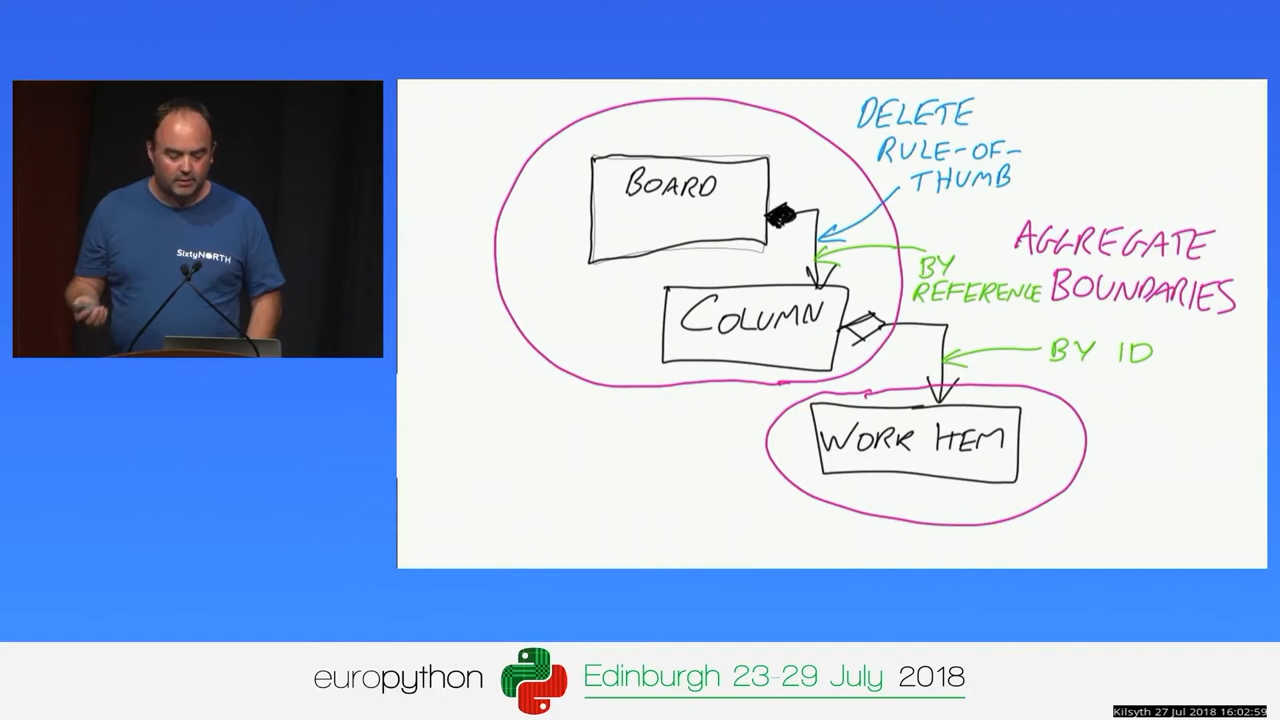 SixtyNORTH
DELETE
RULE-OF-
THUMB
BOARD
AGGREGATE
BOUNDARIES
BY
REFERENCE
COLUMN
BY ID
WORK ITEM
europython
Edinburgh 23-29 July 2018
Kilsyth 27 Jul 2018 16:02:59